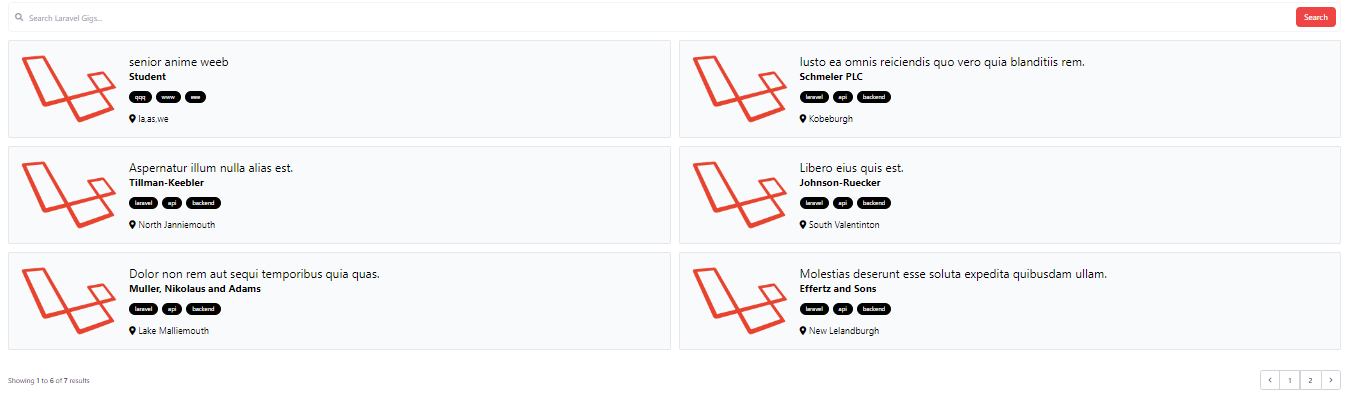 Search Laravel Gigs...
Search
senior anime weeb
Student
qqq www eee
la,as,we
Iusto ea omnis reiciendis quo vero quia blanditiis rem.
Schmeler PLC
laravel api backend
Kobeburgh
Aspernatur illum nulla alias est.
Tillman-Keebler
laravel api backend
North Janniemouth
Libero eius quis est.
Johnson-Ruecker
laravel api backend
South Valentinton
Dolor non rem aut sequi temporibus quia quas.
Muller, Nikolaus and Adams
laravel api backend
Lake Malliemouth
Molestias deserunt esse soluta expedita quibusdam ullam.
Effertz and Sons
laravel api backend
New Lelandburgh
Showing 1 to 6 of 7 results
1 2